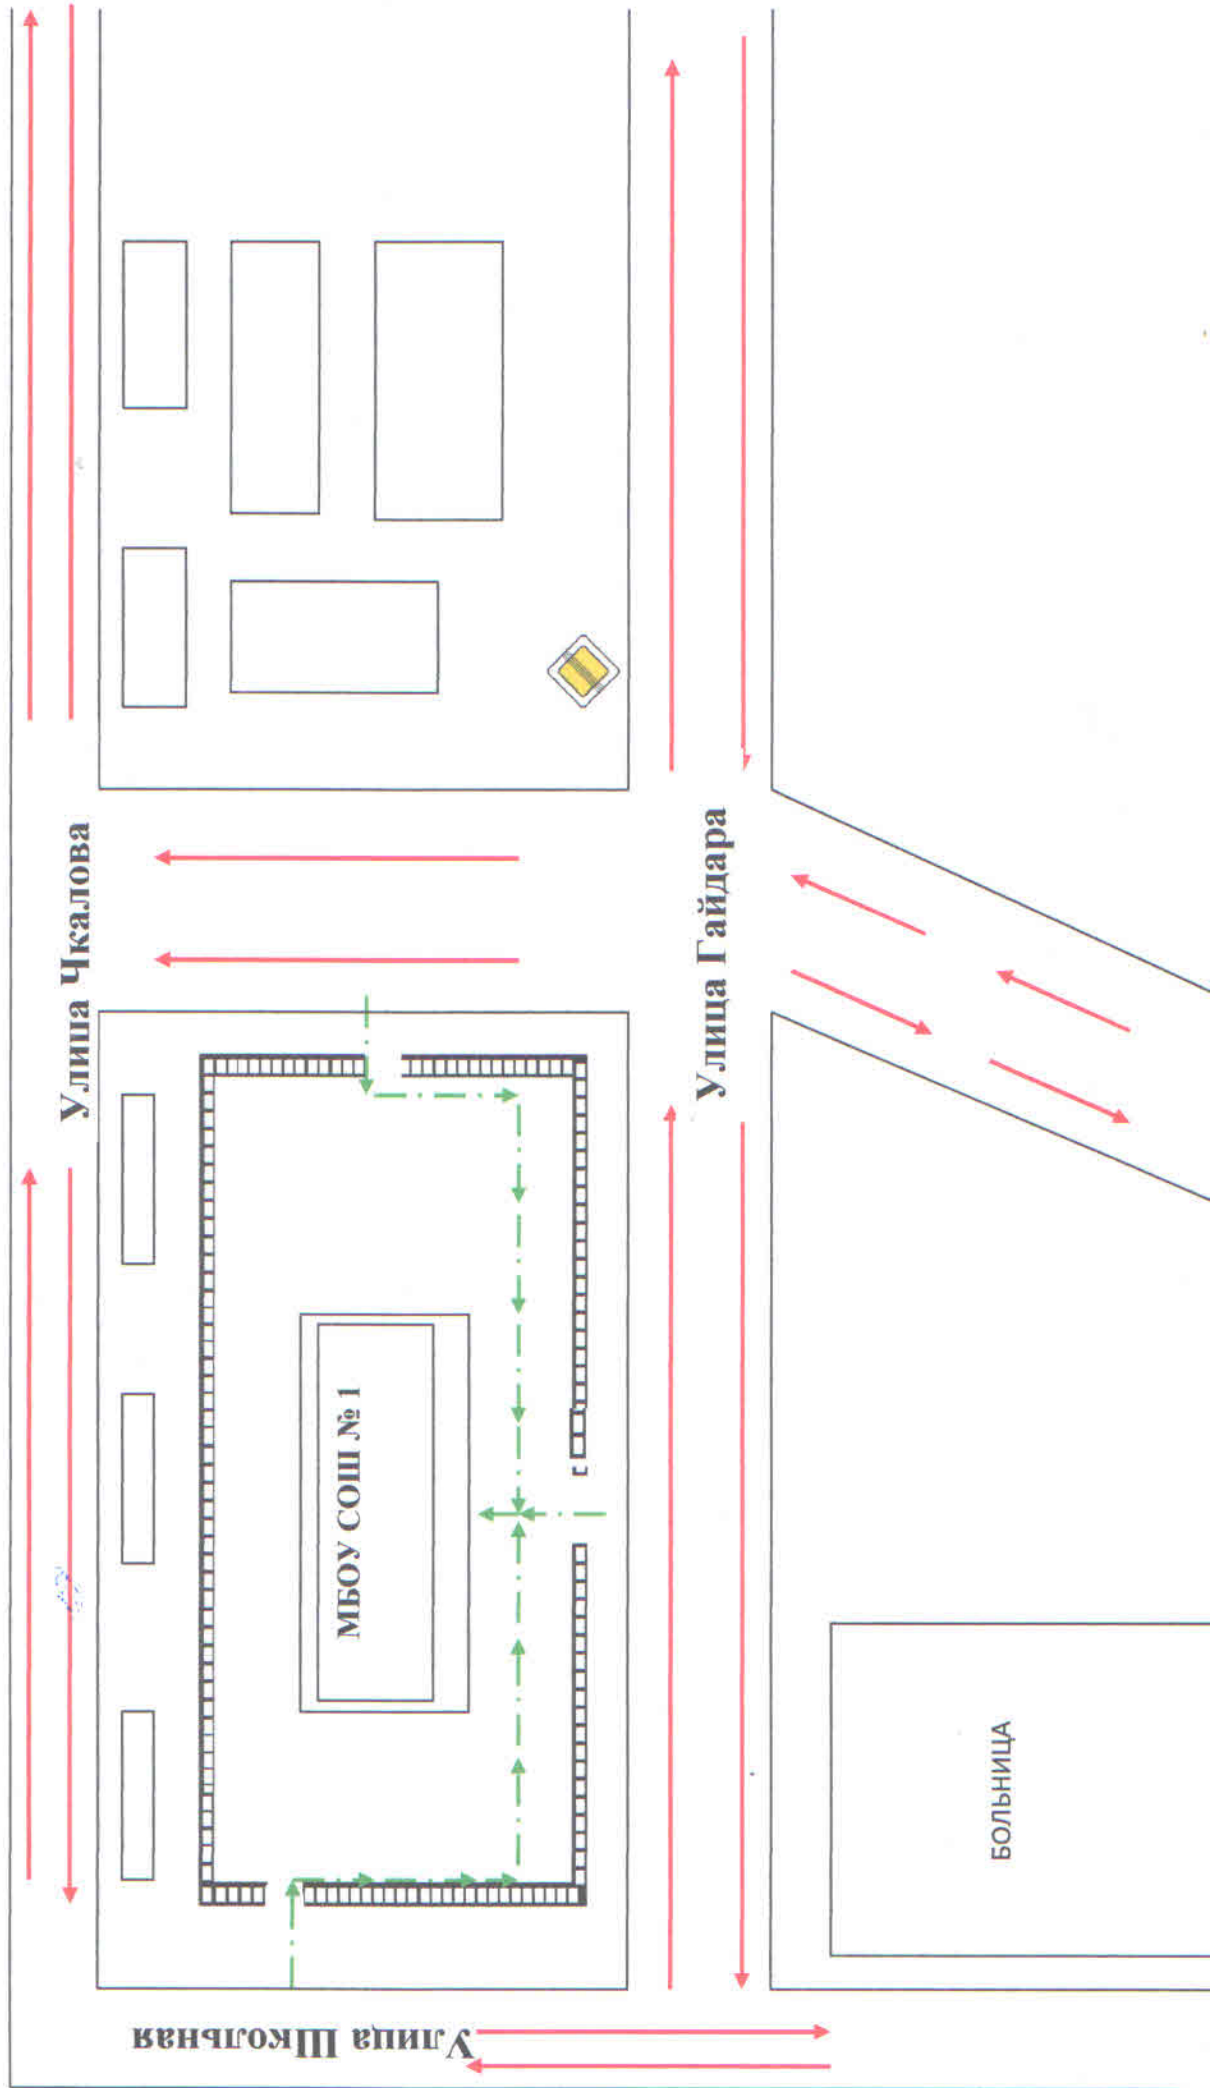 Улица Чкалова
Улица Гайдара
МБОУ СОШ № 1
БОЛЬНИЦА
Улица Школьная